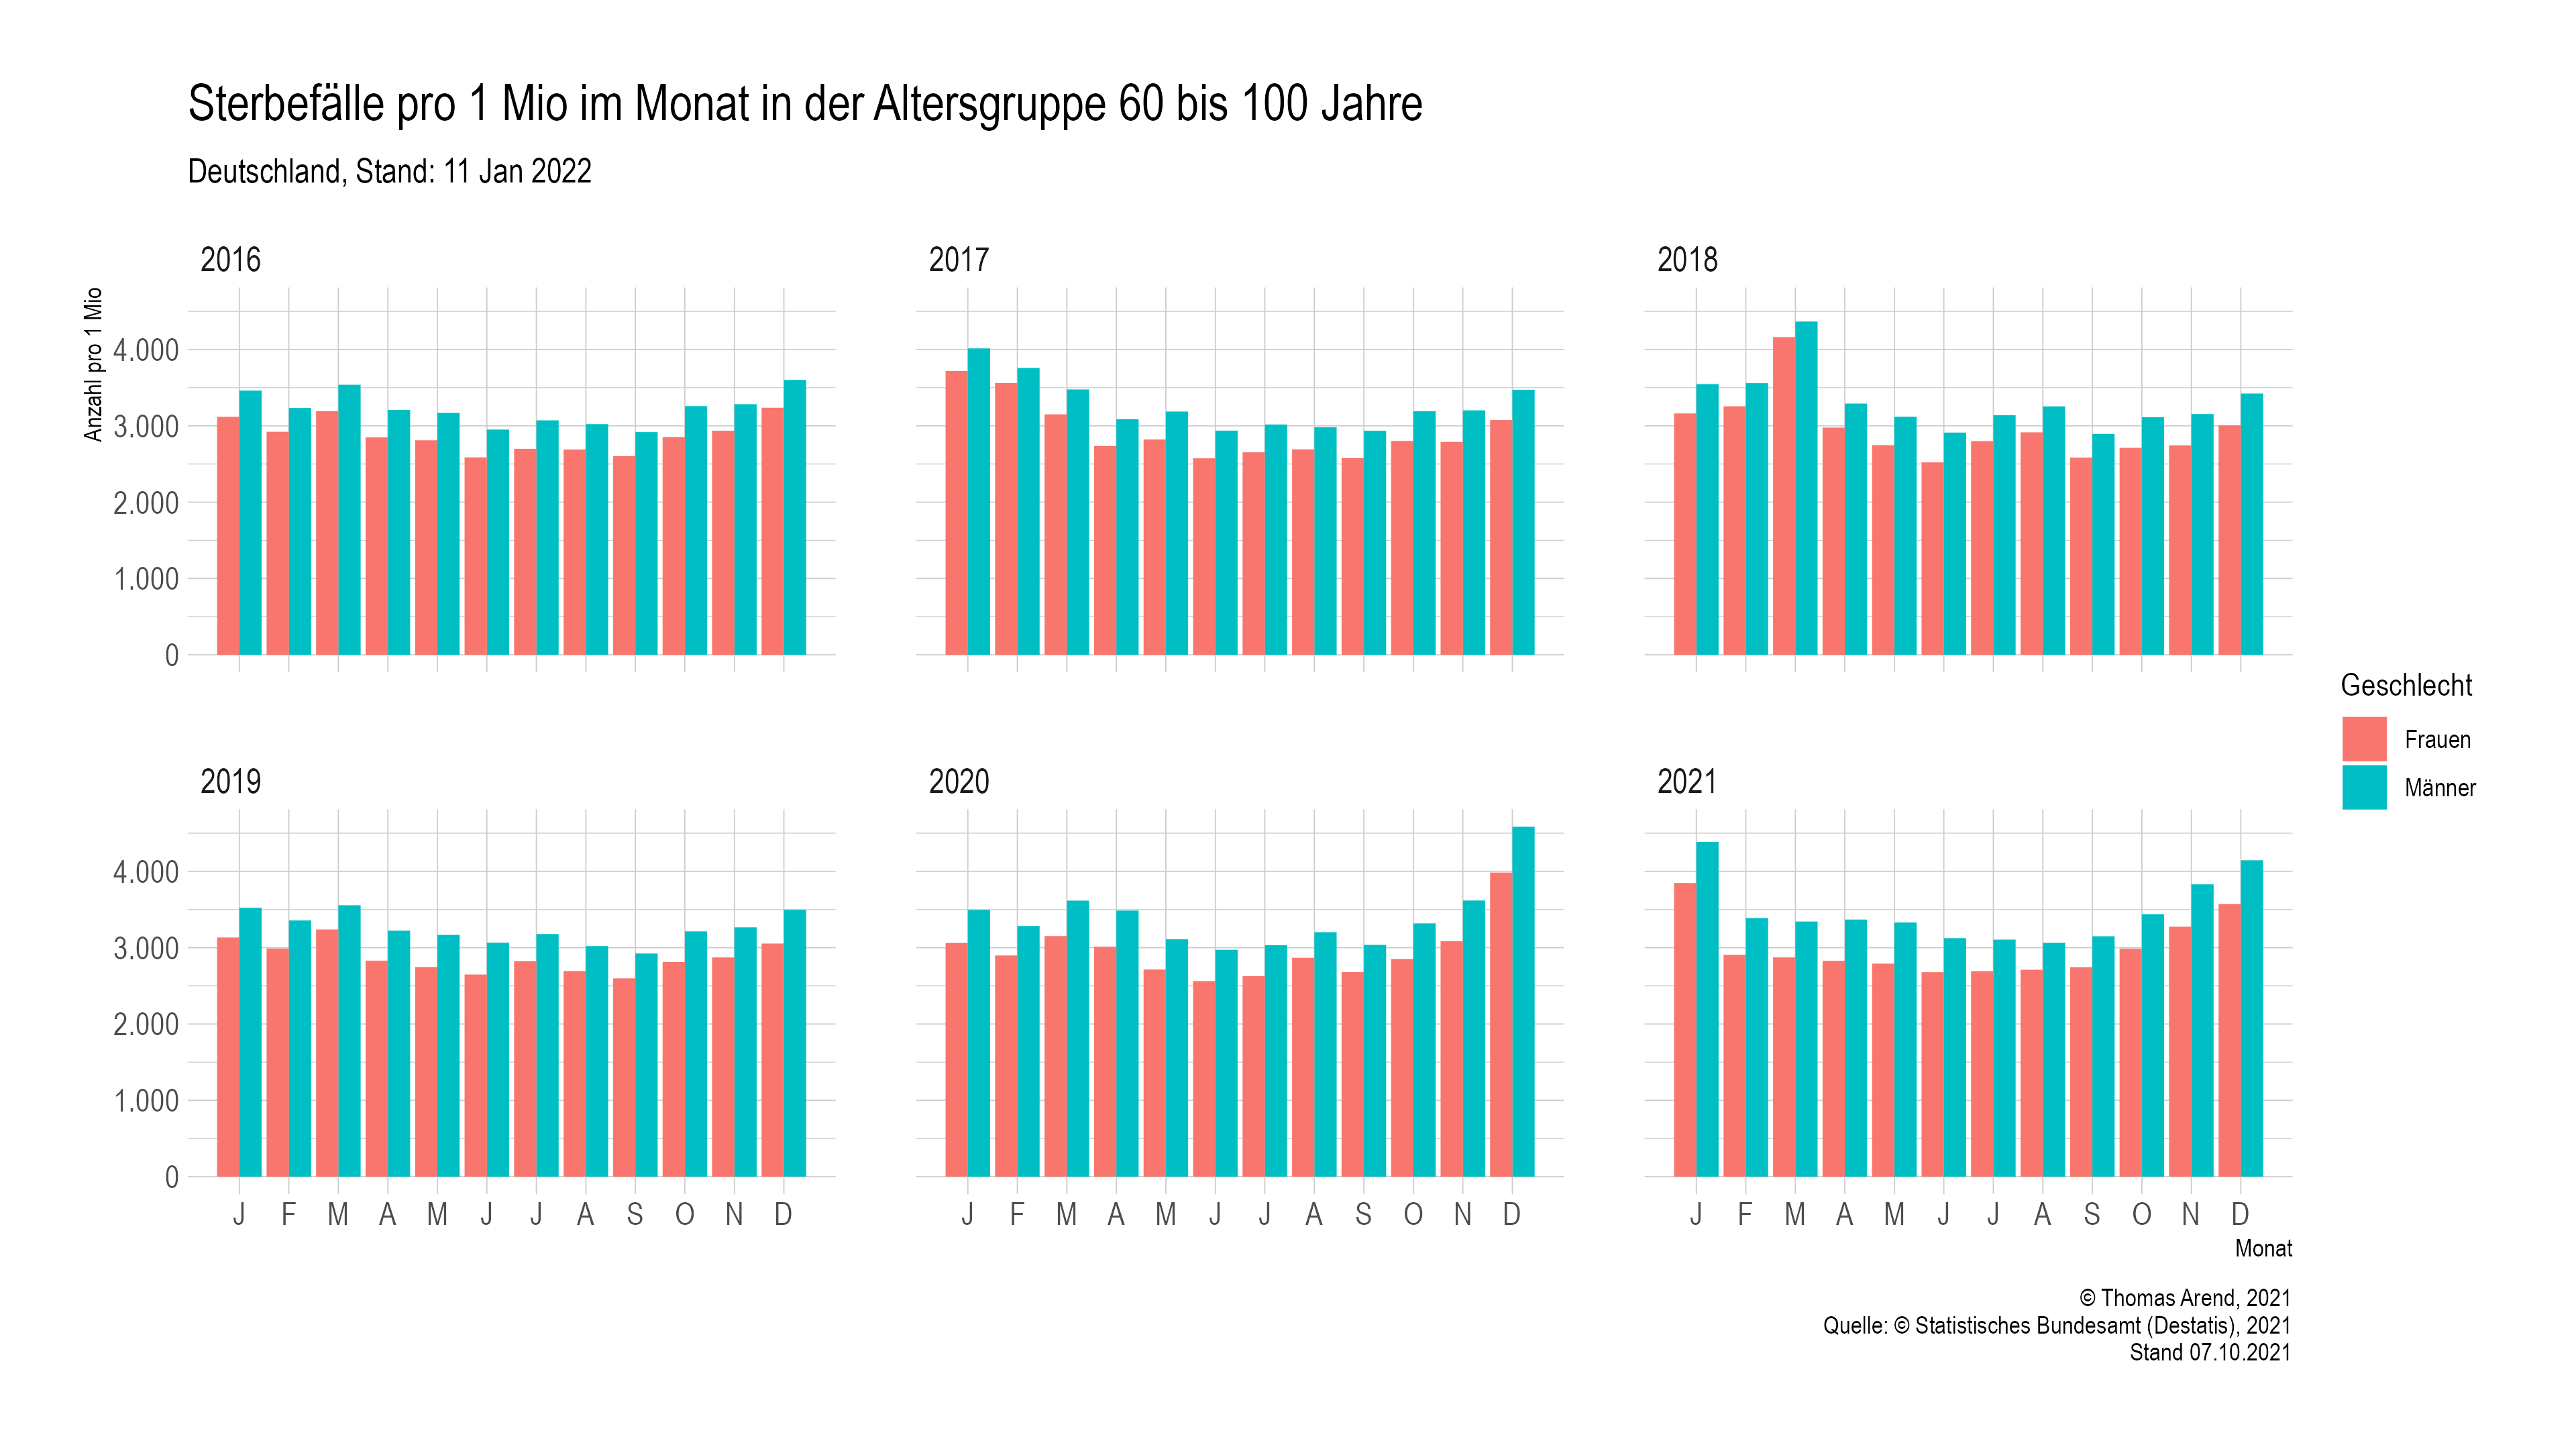 Sterbefälle pro 1 Mio im Monat in der Altersgruppe 60 bis 100 Jahre
Deutschland, Stand: 11 Jan 2022
2016
2017
2018
Anzahl pro 1 Mio
4.000
3.000
2.000
1.000
0
Geschlecht
Frauen
Männer
2019
2020
2021
4.000
3.000
2.000
1.000
0
J F M A M J J A S O N D
J F M A M J J A S O N D
J F M A M J J A S O N D
Monat
© Thomas Arend, 2021
Quelle: © Statistisches Bundesamt (Destatis), 2021
Stand 07.10.2021